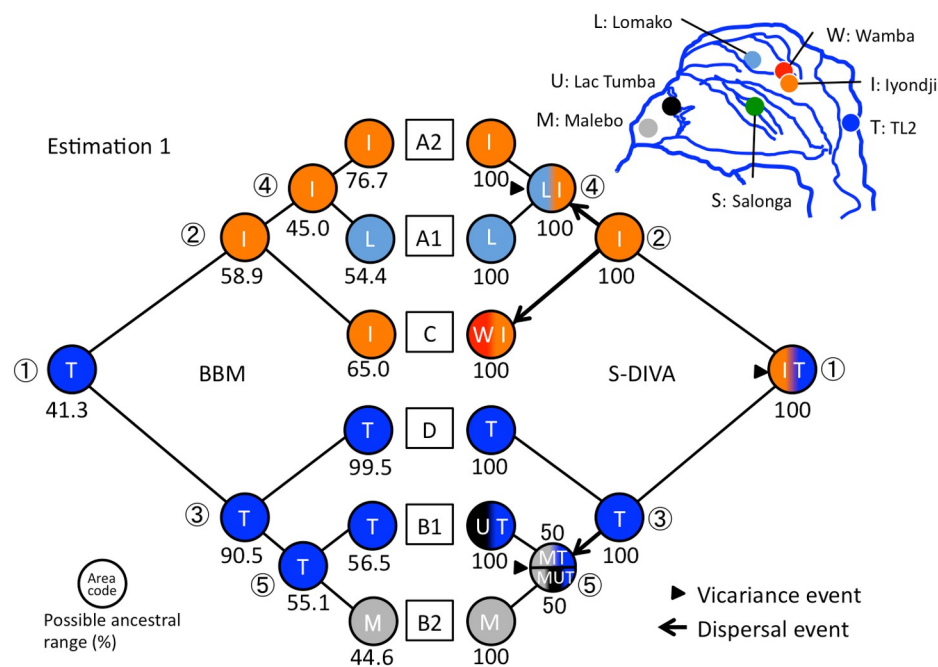 L: Lomako
W: Wamba
U: Lac Tumba
I: Iyondji
M: Malebo
T: TL2
S: Salonga
Estimation 1
I
A2
I
76.7
100
④
I
L I
④
45.0
100
②
I
L
A1
L
I
②
58.9
54.4
100
100
I
C
W I
65.0
100
①
T
BBM
S-DIVA
I T
①
41.3
100
T
D
T
99.5
100
③
T
T
B1
U T
50
T
③
90.5
56.5
100
100
⑤
T
MT
MUT
⑤
55.1
50
M
B2
M
44.6
100
Area
code
Possible ancestral
range (%)
Vicariance event
Dispersal event